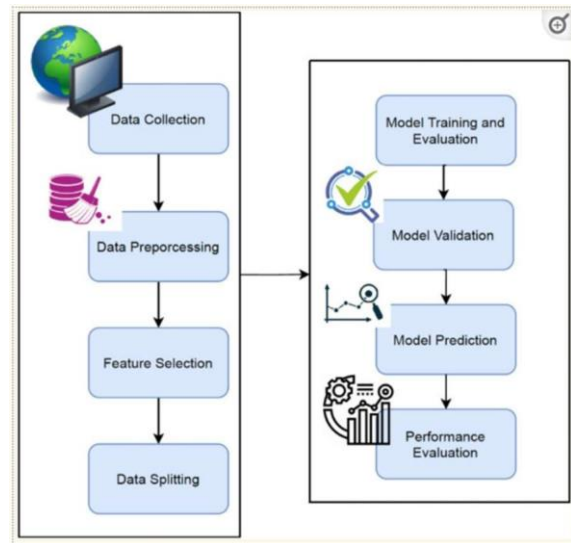 Data Collection
Data Preporcessing
Feature Selection
Data Splitting
Model Training and
Evaluation
Model Validation
Model Prediction
Performance
Evaluation